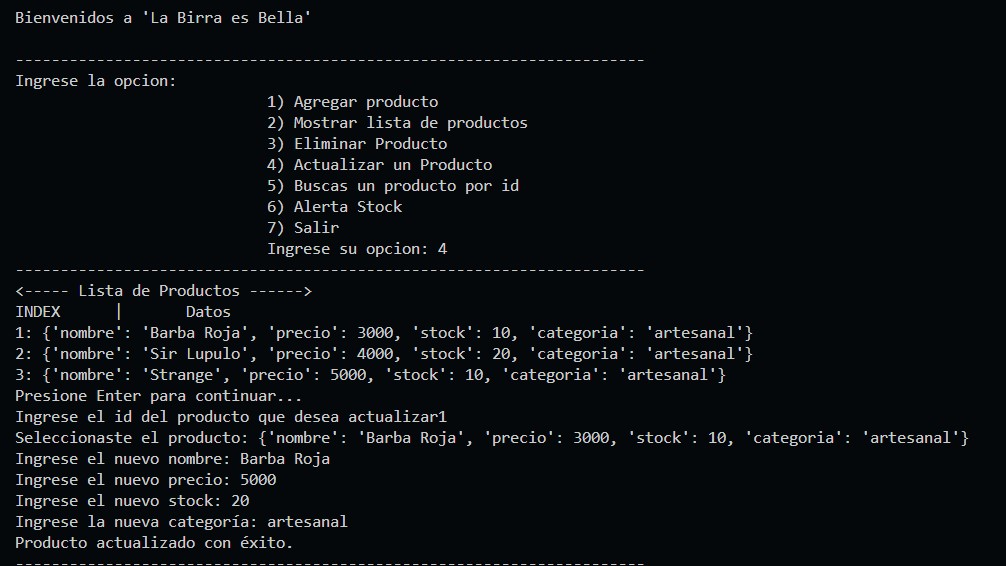 Bienvenidos a 'La Birra es Bella'
----------------------------------------------------------------------
Ingrese la opcion:
1) Agregar producto
2) Mostrar lista de productos
3) Eliminar Producto
4) Actualizar un Producto
5) Buscas un producto por id
6) Alerta Stock
7) Salir
Ingrese su opcion: 4
----------------------------------------------------------------------
<----- Lista de Productos ------>
INDEX      |       Datos
1: {'nombre': 'Barba Roja', 'precio': 3000, 'stock': 10, 'categoria': 'artesanal'}
2: {'nombre': 'Sir Lupulo', 'precio': 4000, 'stock': 20, 'categoria': 'artesanal'}
3: {'nombre': 'Strange', 'precio': 5000, 'stock': 10, 'categoria': 'artesanal'}
Presione Enter para continuar...
Ingrese el id del producto que desea actualizar1
Seleccionaste el producto: {'nombre': 'Barba Roja', 'precio': 3000, 'stock': 10, 'categoria': 'artesanal'}
Ingrese el nuevo nombre: Barba Roja
Ingrese el nuevo precio: 5000
Ingrese el nuevo stock: 20
Ingrese la nueva categoría: artesanal
Producto actualizado con éxito.
----------------------------------------------------------------------